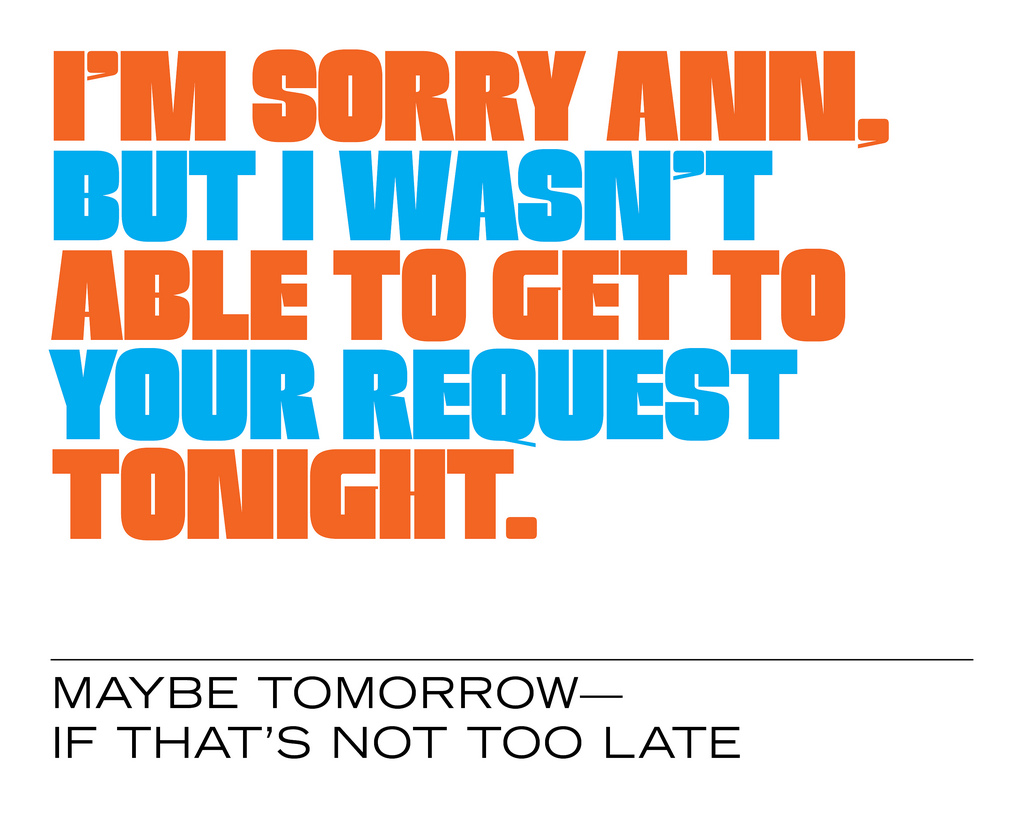 I’M SORRY ANN,
BUT I WASN’T
ABLE TO GET TO
YOUR REQUEST
TONIGHT.
MAYBE TOMORROW—
IF THAT’S NOT TOO LATE